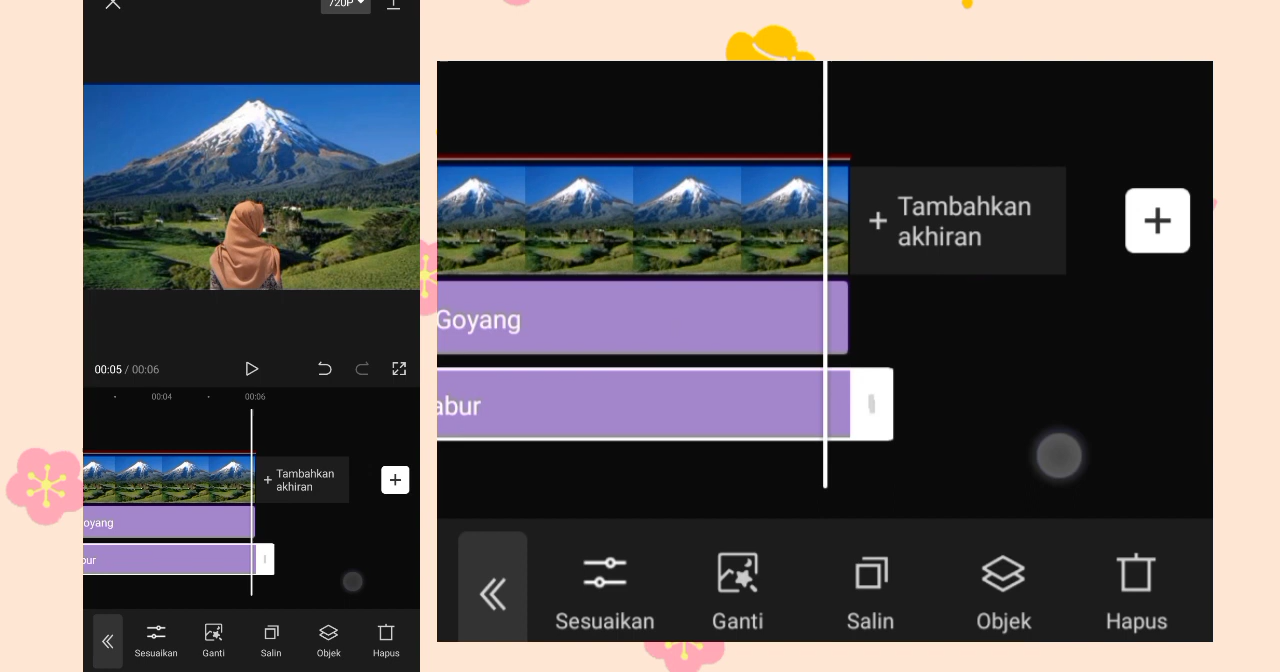 720P
00:05 / 00:06
00:04
00:06
+ Tambahkan
akhiran
+
oyang
Sesuaikan
Ganti
Salin
Objek
Hapus
+ Tambahkan
akhiran
+
Goyang
abur
Sesuaikan
Ganti
Salin
Objek
Hapus